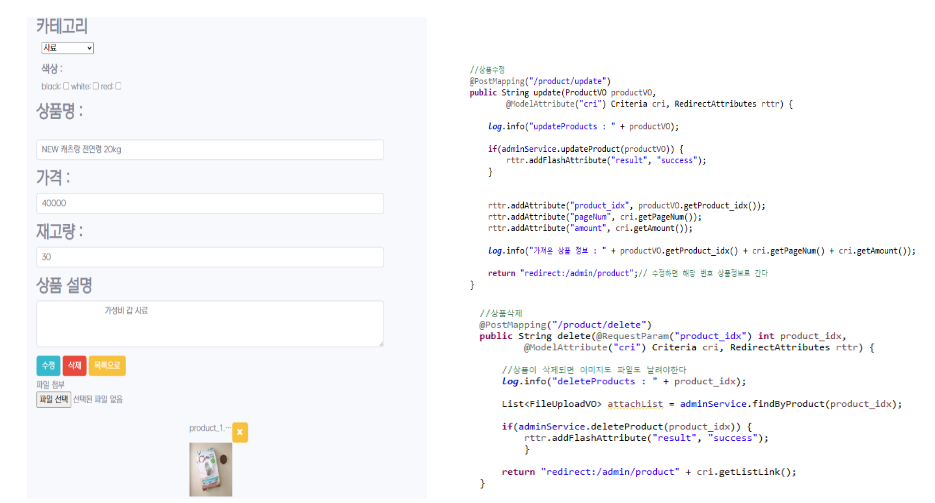 카테고리
사료
색상 :
black: white: red:
상품명 :
NEW 캐츠랑 전연령 20kg
가격 :
40000
재고량 :
30
상품 설명
가성비 갑 사료
수정 삭제 목록으로
파일 첨부
파일 선택 선택된 파일 없음
product_1,... x
//상품수정
@PostMapping("/product/update")
public String update(ProductVO productVO,
@ModelAttribute("cri") Criteria cri, RedirectAttributes rttr) {
log.info("updateProducts : " + productVO);
if(adminService.updateProduct(productVO)) {
rttr.addFlashAttribute("result", "success");
}
rttr.addAttribute("product_idx", productVO.getProduct_idx());
rttr.addAttribute("pageNum", cri.getPageNum());
rttr.addAttribute("amount", cri.getAmount());
log.info("가져온 상품 정보 : " + productVO.getProduct_idx() + cri.getPageNum() + cri.getAmount());
return "redirect:/admin/product";// 수정하면 해당 번호 상품정보로 간다
}
//상품삭제
@PostMapping("/product/delete")
public String delete(@RequestParam("product_idx") int product_idx,
@ModelAttribute("cri") Criteria cri, RedirectAttributes rttr) {
//상품이 삭제되면 이미지도 파일도 날려야한다
log.info("deleteProducts : " + product_idx);
List<FileUploadVO> attachList = adminService.findByProduct(product_idx);
if(adminService.deleteProduct(product_idx)) {
rttr.addFlashAttribute("result", "success");
}
return "redirect:/admin/product" + cri.getListLink();
}